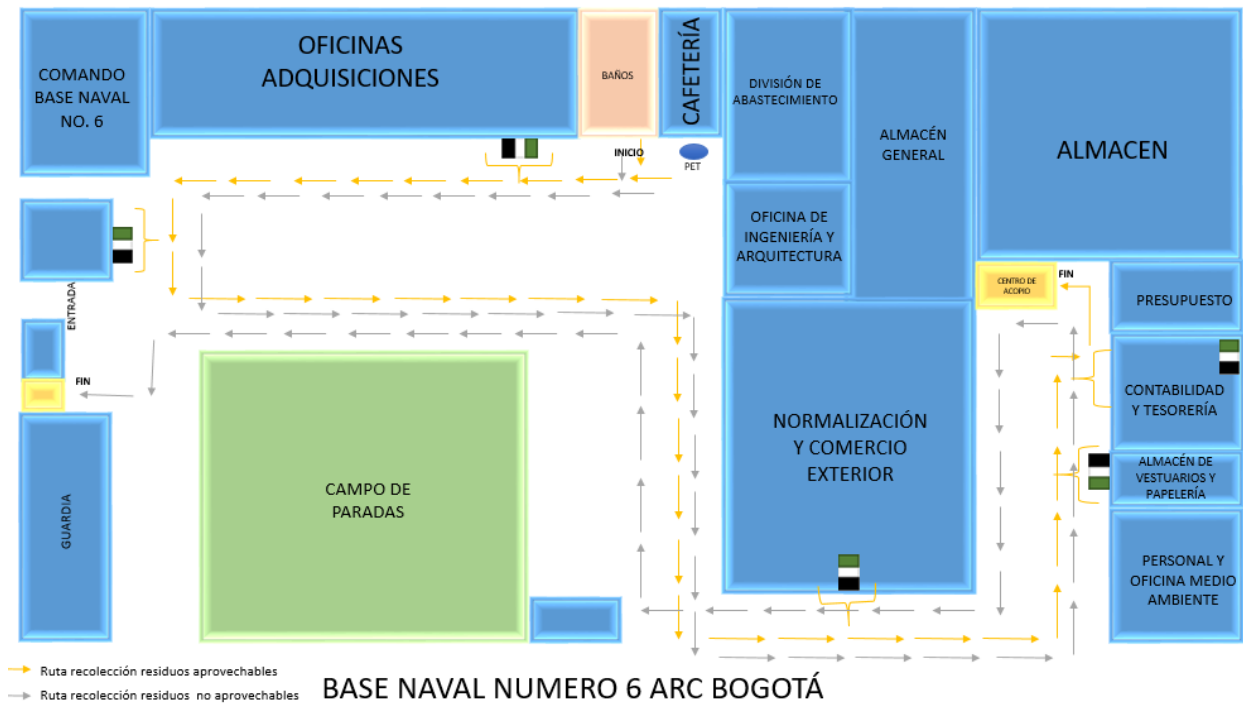 COMANDO
BASE NAVAL
NO. 6
OFICINAS
ADQUISICIONES
BAÑOS
CAFETERÍA
DIVISIÓN DE
ABASTECIMIENTO
ALMACÉN
GENERAL
ALMACEN
INICIO
PET
OFICINA DE
INGENIERÍA Y
ARQUITECTURA
ENTRADA
CENTRO DE
ACOPIO
FIN
PRESUPUESTO
FIN
CONTABILIDAD
Y TESORERÍA
NORMALIZACIÓN
Y COMERCIO
EXTERIOR
ALMACÉN DE
VESTUARIOS Y
PAPELERÍA
CAMPO DE
PARADAS
GUARDIA
PERSONAL Y
OFICINA MEDIO
AMBIENTE
Ruta recolección residuos aprovechables
Ruta recolección residuos no aprovechables
BASE NAVAL NUMERO 6 ARC BOGOTÁ